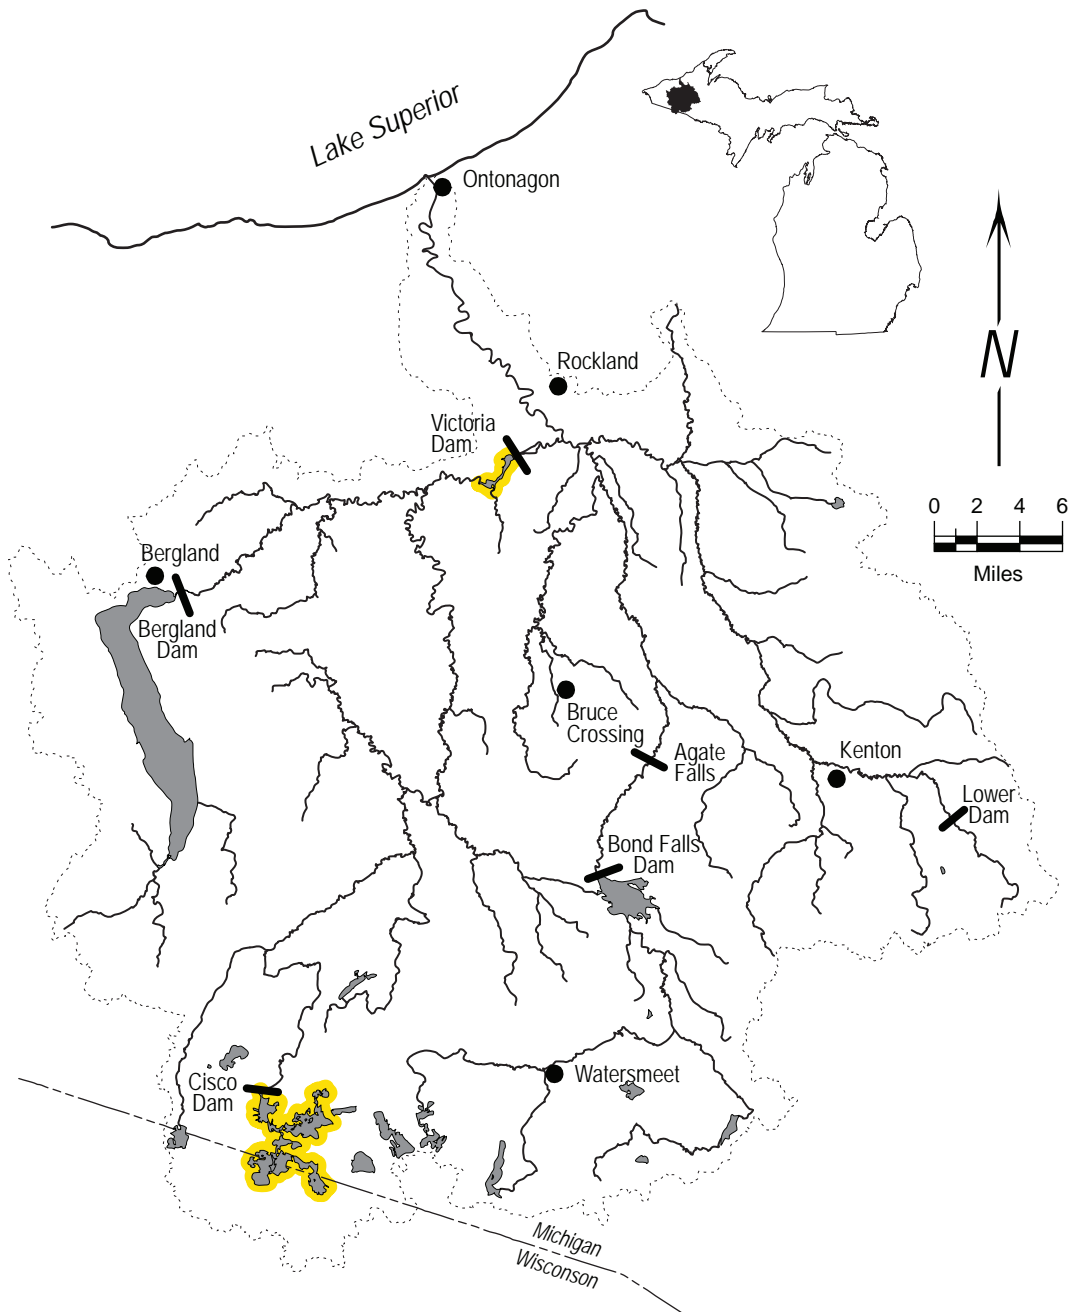 Lake Superior
Ontonagon
Rockland
Victoria
Dam
N
0 2 4 6
Miles
Bergland
Bergland
Dam
Bruce
Crossing
Agate
Falls
Kenton
Lower
Dam
Bond Falls
Dam
Cisco
Dam
Watersmeet
Michigan
Wisconson